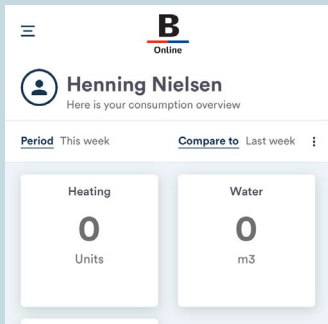 B
Online
Henning Nielsen
Here is your consumption overview
Period This week Compare to Last week
Heating Water
0 0
Units m3